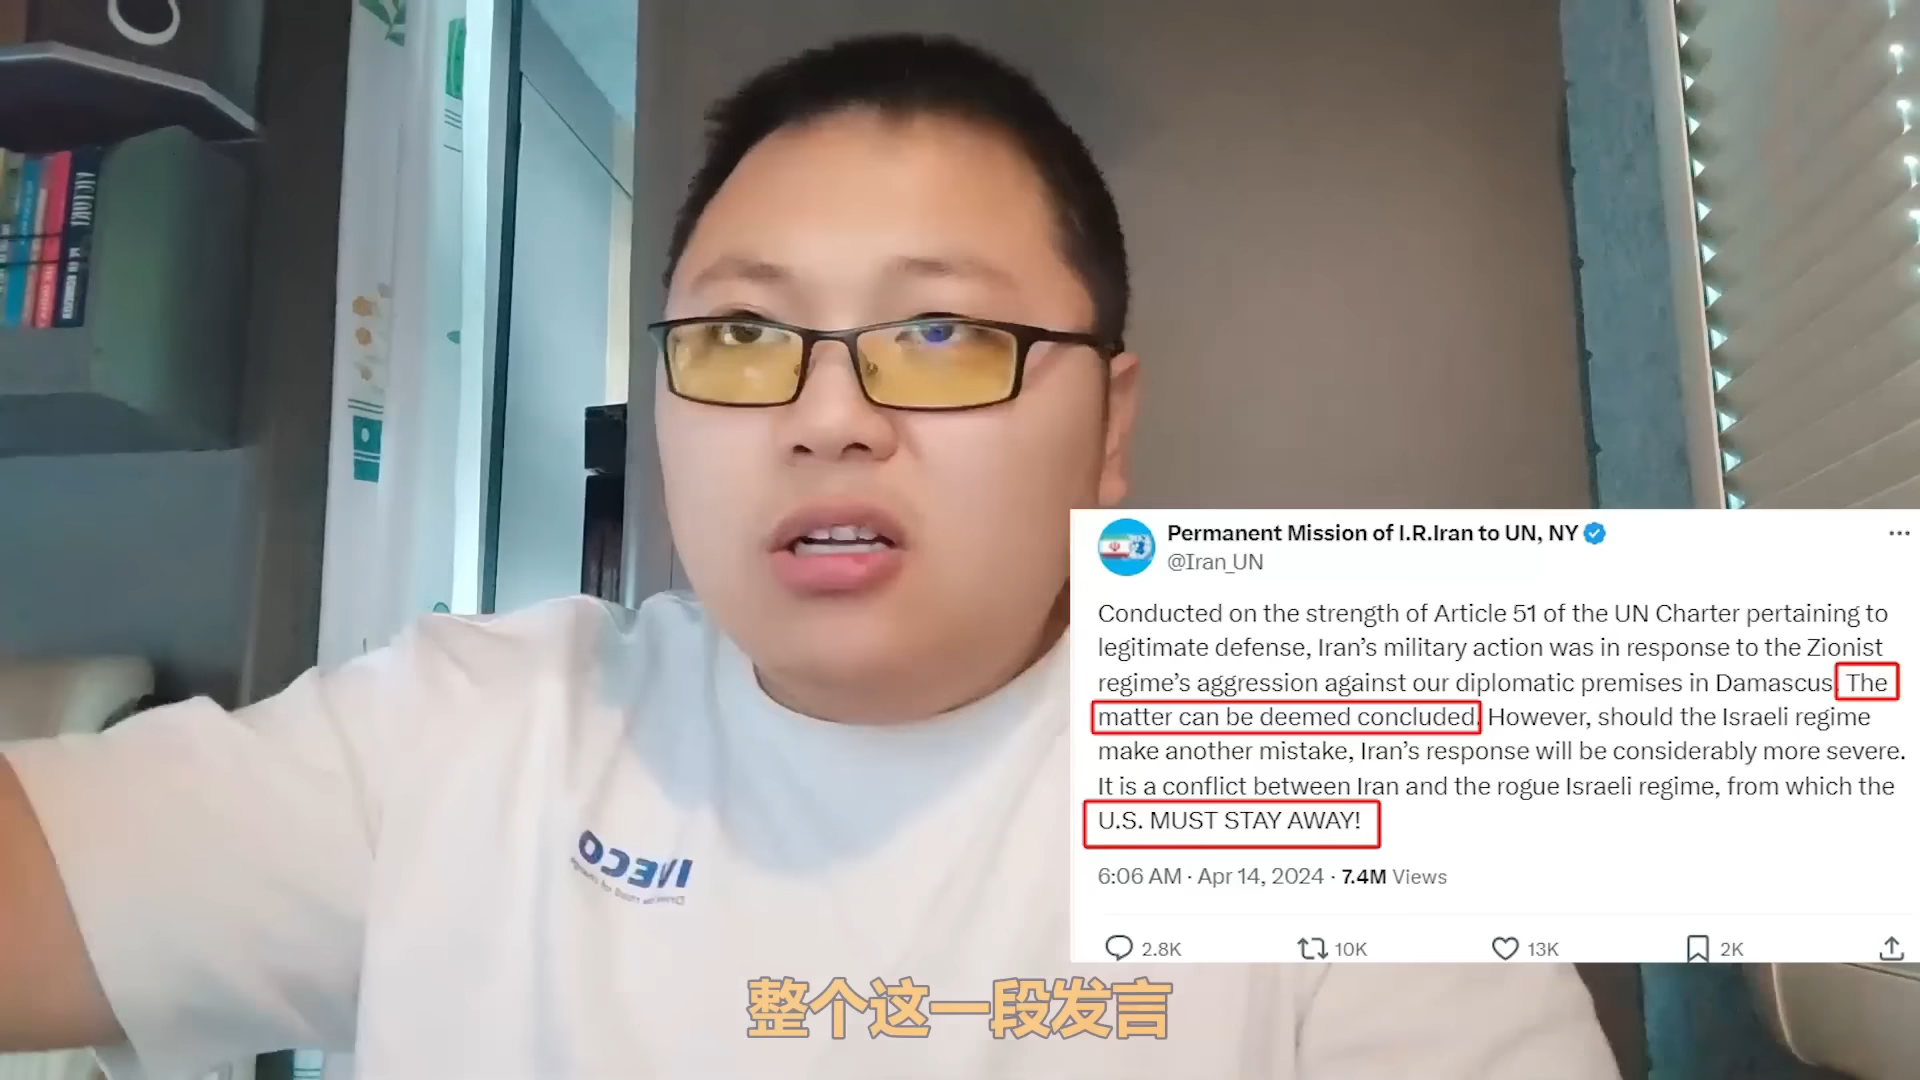 Permanent Mission of I.R.Iran to UN, NY
@Iran_UN
Conducted on the strength of Article 51 of the UN Charter pertaining to
legitimate defense, Iran's military action was in response to the Zionist
regime's aggression against our diplomatic premises in Damascus. The
matter can be deemed concluded. However, should the Israeli regime
make another mistake, Iran's response will be considerably more severe.
It is a conflict between Iran and the rogue Israeli regime, from which the
U.S. MUST STAY AWAY!
6:06 AM · Apr 14, 2024 · 7.4M Views
2.8K 10K 13K 2K
IVECO
整个这一段发言